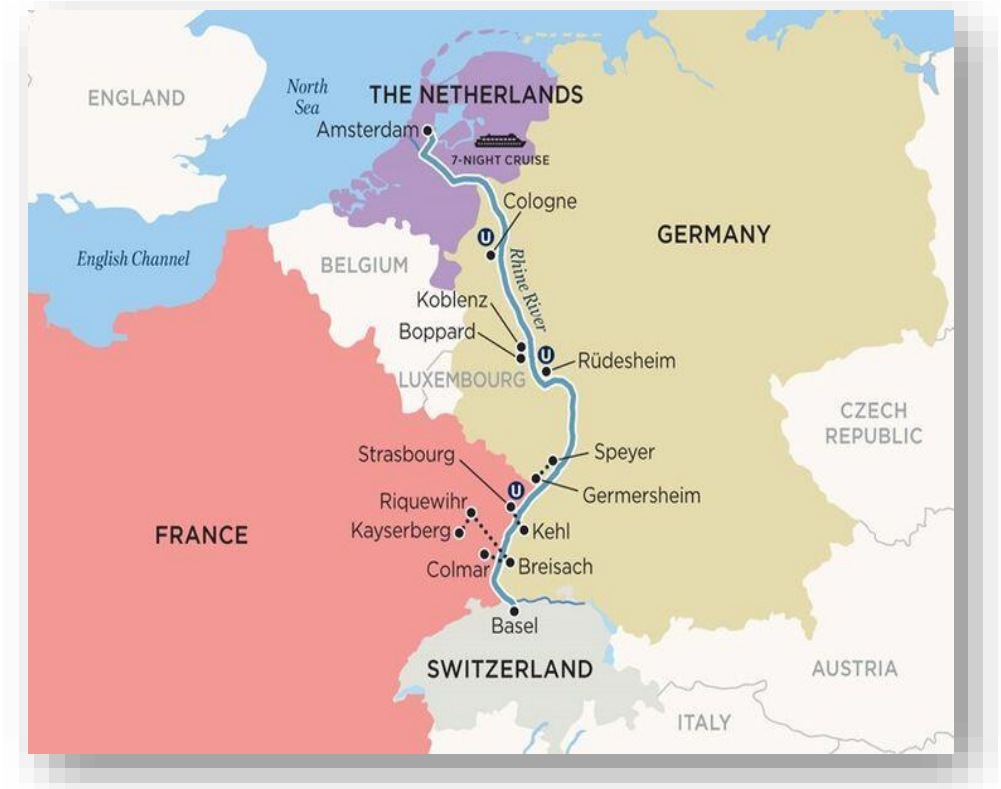 ENGLAND
North
Sea
THE NETHERLANDS
Amsterdam
7-NIGHT CRUISE
Cologne
U
GERMANY
English Channel
BELGIUM
Rhine River
Koblenz
Boppard
U
Rüdesheim
LUXEMBOURG
CZECH
REPUBLIC
Strasbourg
Speyer
U
Germersheim
Riquewihr
Kayserberg
Kehl
FRANCE
Colmar
Breisach
Basel
SWITZERLAND
AUSTRIA
ITALY